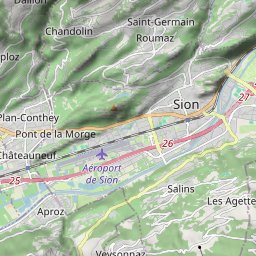 Chandolin
Saint-Germain
Roumaz
Plan-Conthey
Sion
27
Pont de la Morge
26
Châteauneuf
Aéroport
de Sion
25
Salins
Aproz
Les Agette
Veysonnaz